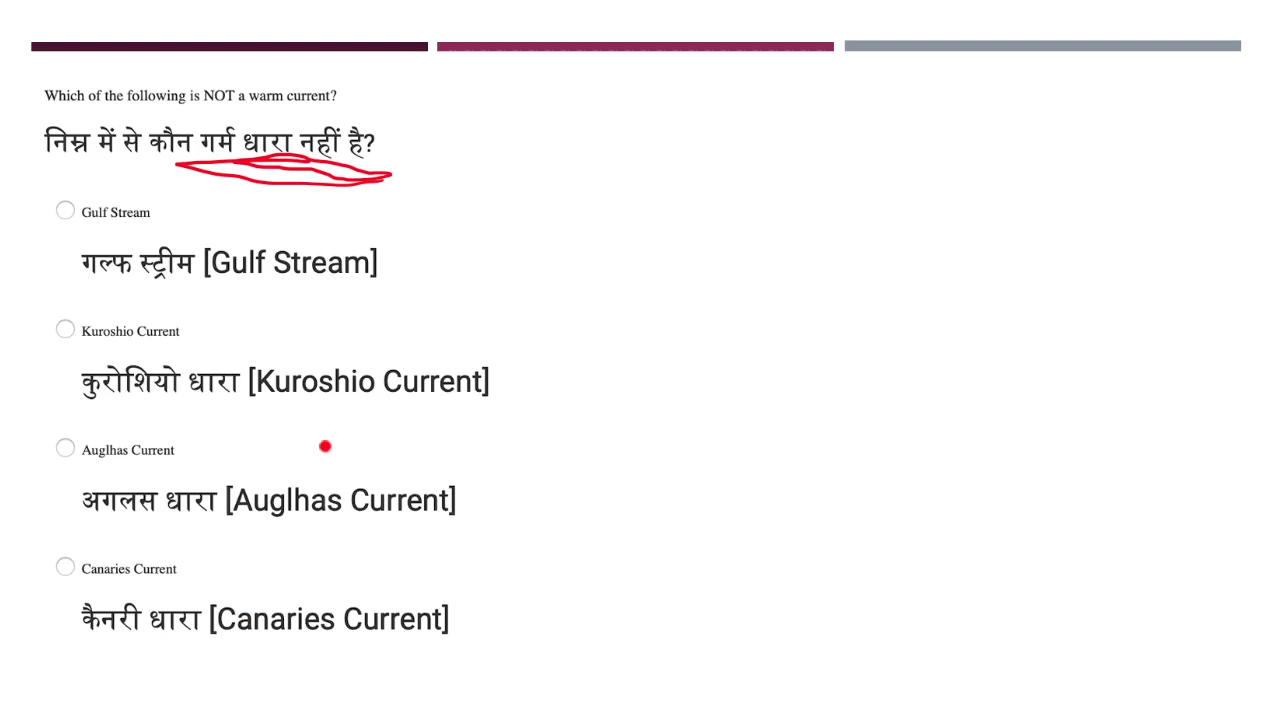 Which of the following is NOT a warm current?
निम्न में से कौन गर्म धारा नहीं है?
Gulf Stream
गल्फ स्ट्रीम [Gulf Stream]
Kuroshio Current
कुरोशियो धारा [Kuroshio Current]
Auglhas Current
अगलस धारा [Auglhas Current]
Canaries Current
कैनरी धारा [Canaries Current]